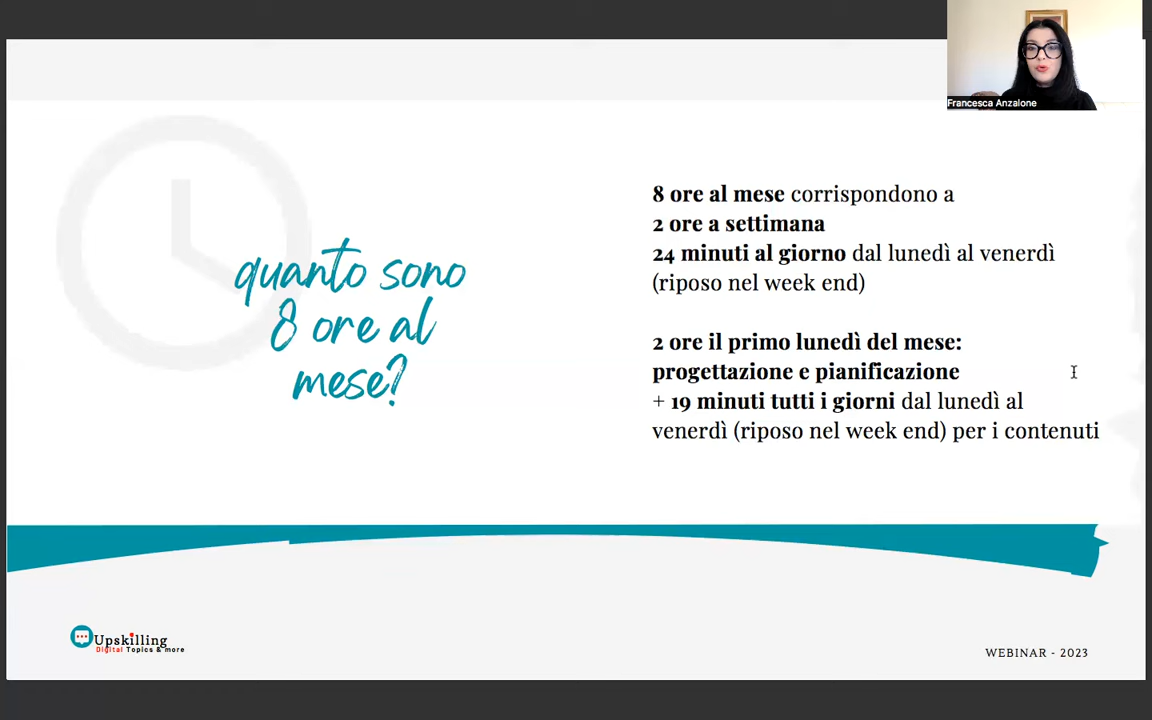 Francesca Anzalone
quanto sono
8 ore al
mese?
8 ore al mese corrispondono a
2 ore a settimana
24 minuti al giorno dal lunedì al venerdì
(riposo nel week end)
2 ore il primo lunedì del mese:
progettazione e pianificazione
+ 19 minuti tutti i giorni dal lunedì al
venerdì (riposo nel week end) per i contenuti
Upskilling
Digital Topics & more
WEBINAR - 2023